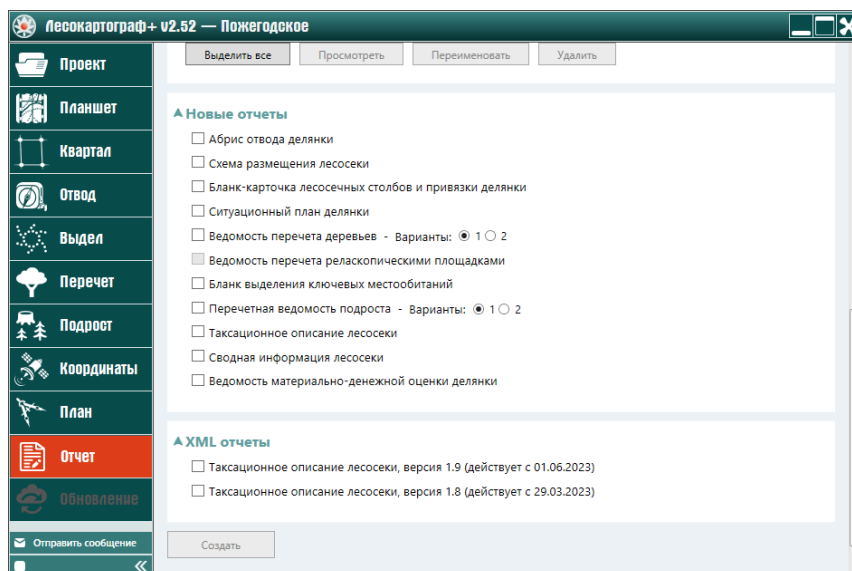 Лесокартограф+ v2.52 — Пожегодское
Проект
Планшет
Квартал
Отвод
Выдел
Перечет
Подрост
Координаты
План
Отчет
Обновление
Отправить сообщение
Выделить все Просмотреть Переименовать Удалить
Новые отчеты
Абрис отвода делянки
Схема размещения лесосеки
Бланк-карточка лесосечных столбов и привязки делянки
Ситуационный план делянки
Ведомость перечета деревьев - Варианты: 1 2
Ведомость перечета реласкопическими площадками
Бланк выделения ключевых местообитаний
Перечетная ведомость подроста - Варианты: 1 2
Таксационное описание лесосеки
Сводная информация лесосеки
Ведомость материально-денежной оценки делянки
XML отчеты
Таксационное описание лесосеки, версия 1.9 (действует с 01.06.2023)
Таксационное описание лесосеки, версия 1.8 (действует с 29.03.2023)
Создать